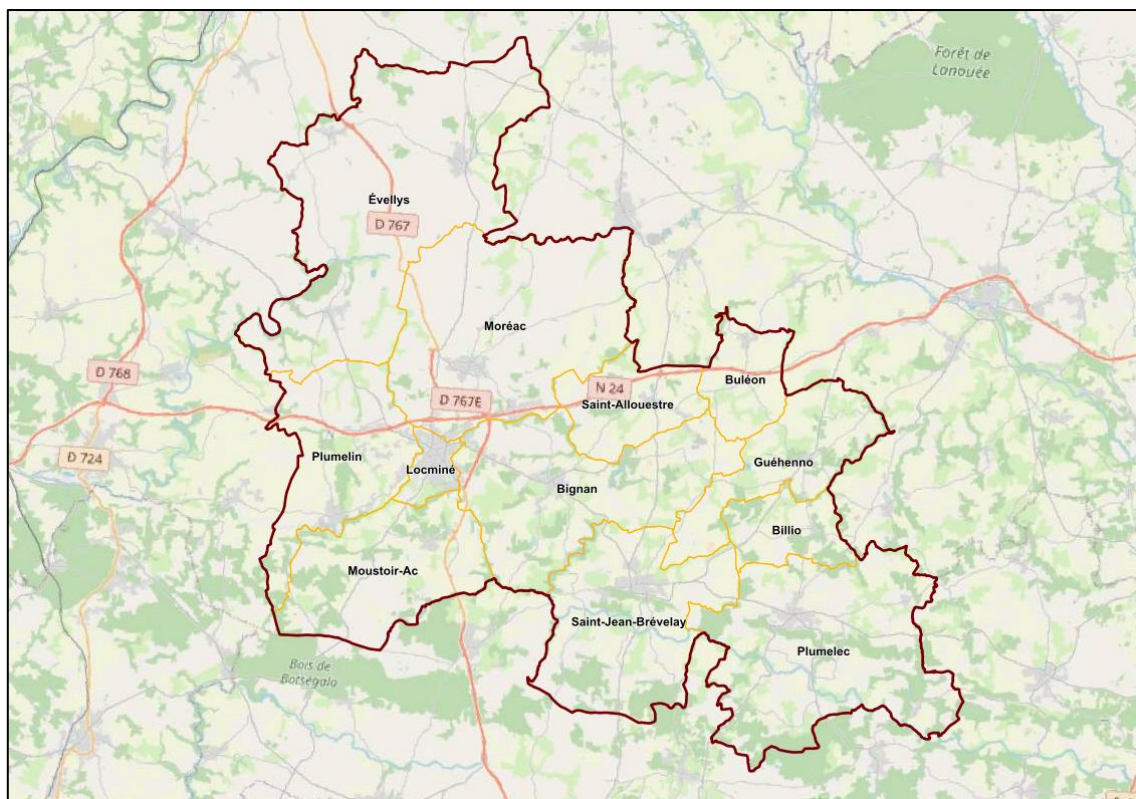 Forêt de
Lanouée
Évellys
D 767
Moréac
D 768
Buléon
N 24
D 767E
Saint-Allouestre
D 724
Plumelin
Locminé
Guéhenno
Bignan
Billio
Moustoir-Ac
Saint-Jean-Brévelay
Plumelec
Bois de
Botségalo